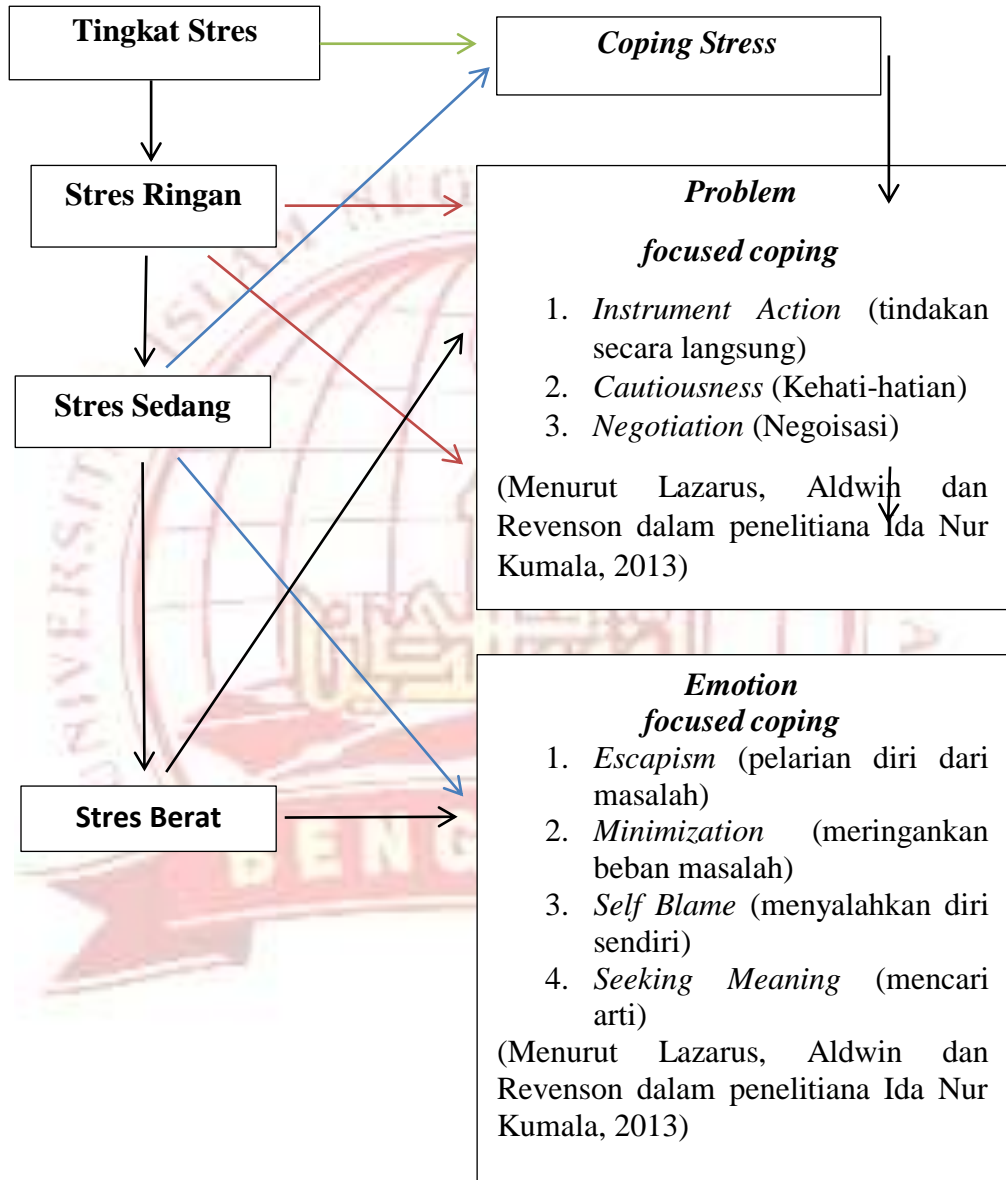 Tingkat Stres
Coping Stress
Stres Ringan
Problem
focused coping
1. Instrument Action (tindakan
secara langsung)
2. Cautiousness (Kehati-hatian)
3. Negotiation (Negoisasi)
(Menurut Lazarus, Aldwin dan
Revenson dalam penelitiana Ida Nur
Kumala, 2013)
Stres Sedang
Emotion
focused coping
1. Escapism (pelarian diri dari
masalah)
2. Minimization (meringankan
beban masalah)
3. Self Blame (menyalahkan diri
sendiri)
4. Seeking Meaning (mencari
arti)
(Menurut Lazarus, Aldwin dan
Revenson dalam penelitiana Ida Nur
Kumala, 2013)
Stres Berat